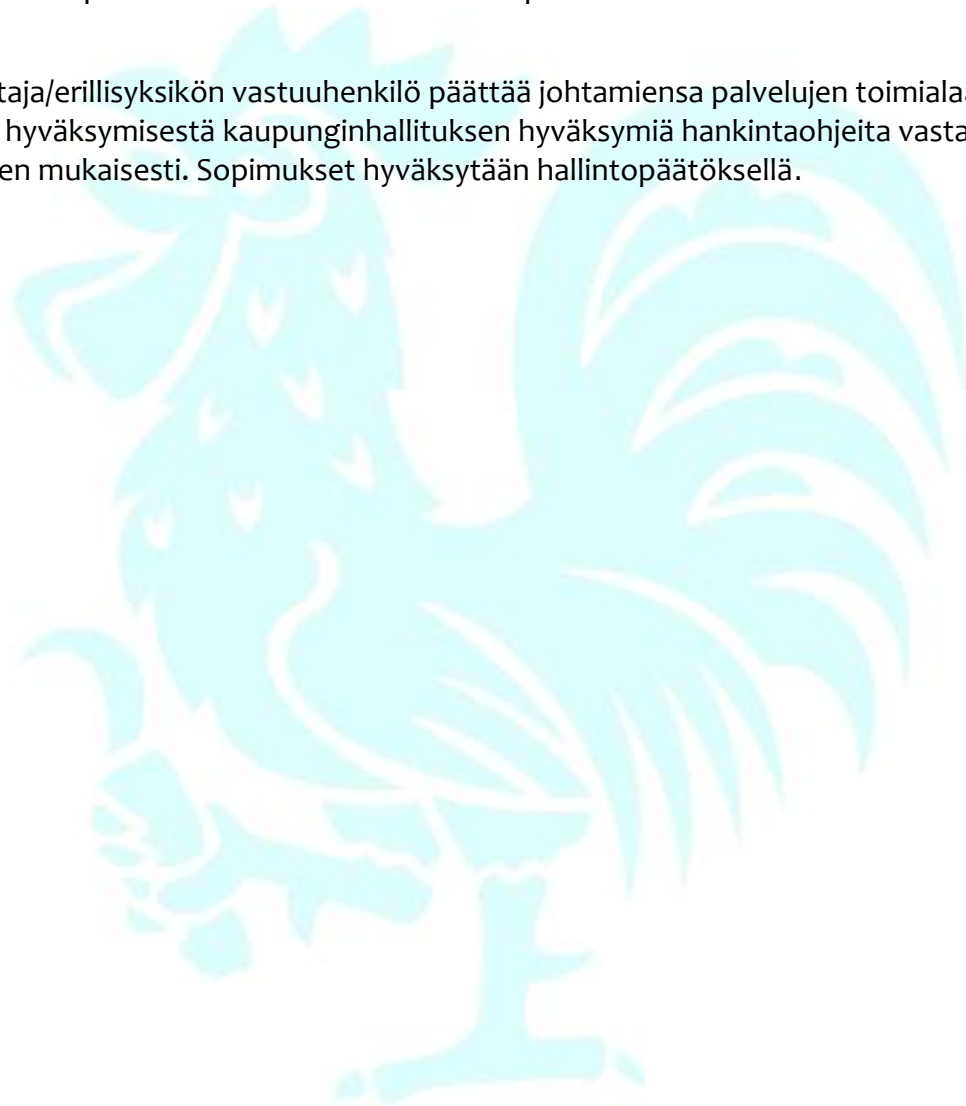 taja/erillisyksikön vastuuhenkilö päättää johtamiensa palvelujen toimiala
hyväksymisestä kaupunginhallituksen hyväksymiä hankintaohjeita vasta
en mukaisesti. Sopimukset hyväksytään hallintopäätöksellä.